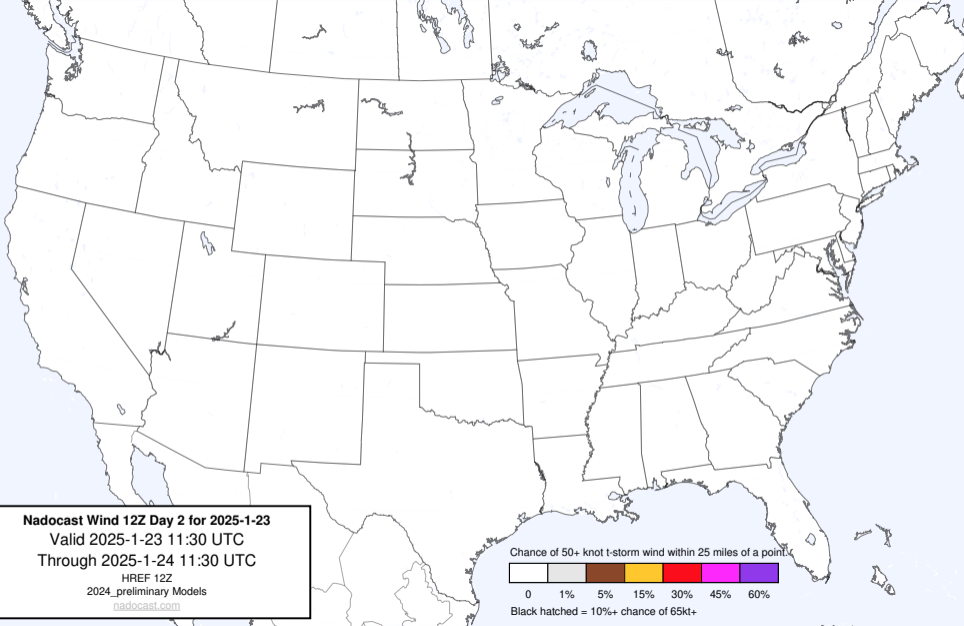 Nadocast Wind 12Z Day 2 for 2025-1-23
Valid 2025-1-23 11:30 UTC
Through 2025-1-24 11:30 UTC
HREF 12Z
2024_preliminary Models
nadocast.com
Chance of 50+ knot t-storm wind within 25 miles of a point.
0 1% 5% 15% 30% 45% 60%
Black hatched = 10%+ chance of 65kt+